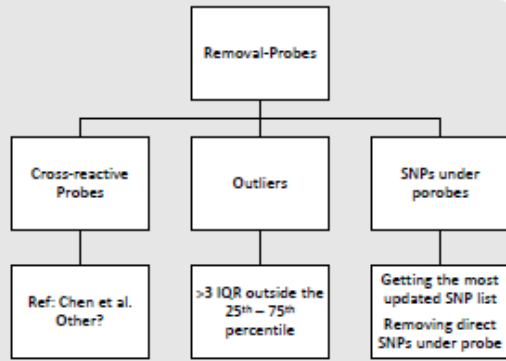 Removal-Probes
Cross-reactive
Probes
Outliers
SNPs under
porobes
Ref: Chen et al.
Other?
>3 IQR outside the
25th – 75th
percentile
Getting the most
updated SNP list
Removing direct
SNPs under probe